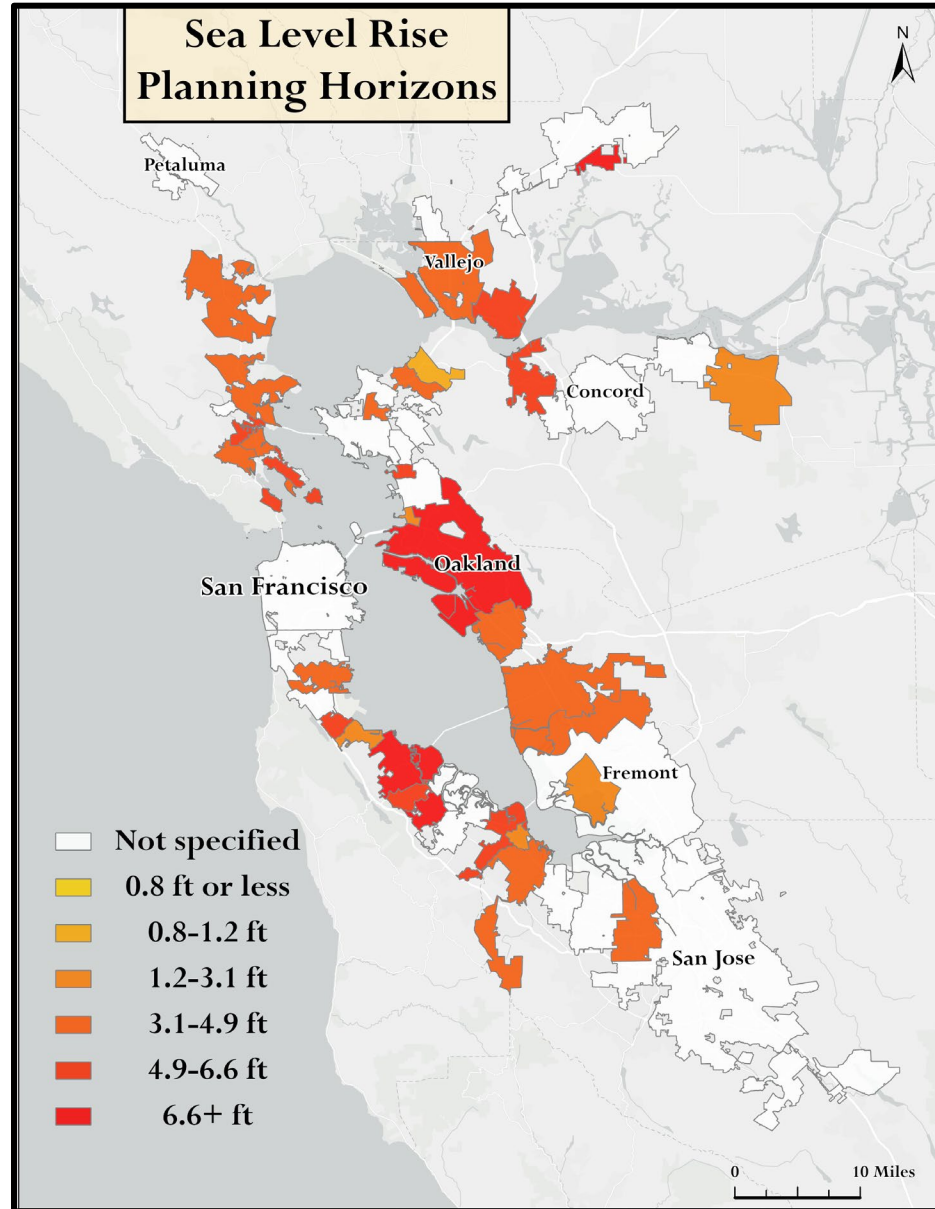 Sea Level Rise
Planning Horizons
N
Petaluma
Vallejo
Concord
Oakland
San Francisco
Fremont
San Jose
Not specified
0.8 ft or less
0.8-1.2 ft
1.2-3.1 ft
3.1-4.9 ft
4.9-6.6 ft
6.6+ ft
0 10 Miles